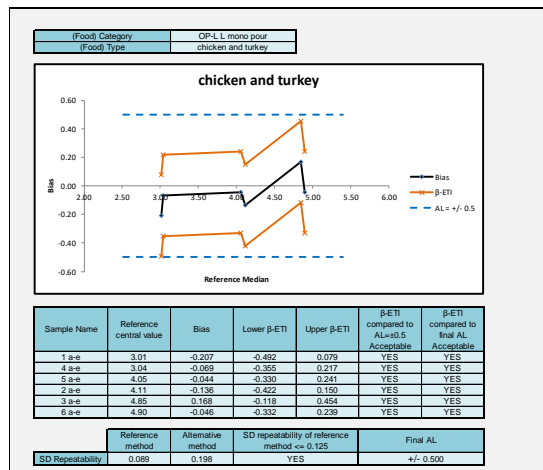 (Food) Category OP-L L mono pour
(Food) Type chicken and turkey
chicken and turkey
0.60
0.40
0.20
0.00
-0.20
-0.40
-0.60
2.00 2.50 3.00 3.50 4.00 4.50 5.00 5.50 6.00
Bias
Reference Median
Bias
β-ETI
AL = +/- 0.5
Sample Name Reference central value Bias Lower β-ETI Upper β-ETI β-ETI compared to AL=±0.5 Acceptable β-ETI compared to final AL Acceptable
1 a-e 3.01 -0.207 -0.492 0.079 YES YES
4 a-e 3.04 -0.069 -0.355 0.217 YES YES
5 a-e 4.05 -0.044 -0.330 0.241 YES YES
2 a-e 4.11 -0.136 -0.422 0.150 YES YES
3 a-e 4.85 0.168 -0.118 0.454 YES YES
6 a-e 4.90 -0.046 -0.332 0.239 YES YES
Reference method Alternative method SD repeatability of reference method <= 0.125 Final AL
SD Repeatability 0.089 0.198 YES +/- 0.500